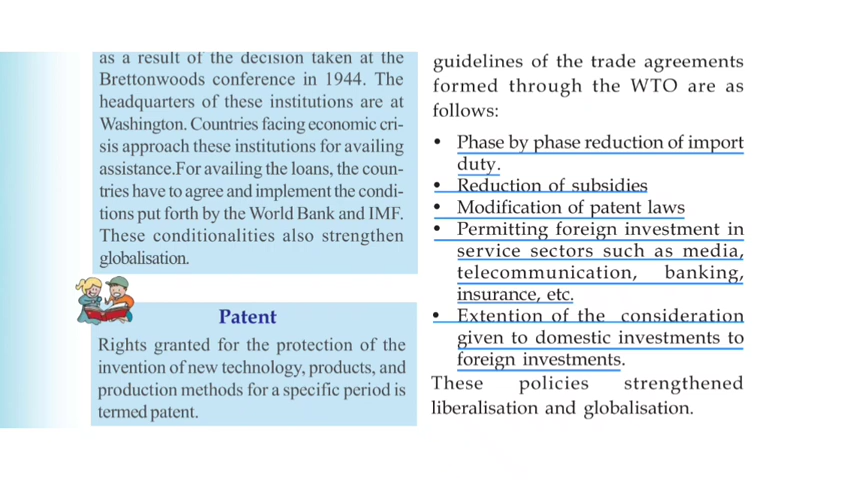 as a result of the decision taken at the
Brettonwoods conference in 1944. The
headquarters of these institutions are at
Washington. Countries facing economic cri-
sis approach these institutions for availing
assistance.For availing the loans, the coun-
tries have to agree and implement the condi-
tions put forth by the World Bank and IMF.
These conditionalities also strengthen
globalisation.
Patent
Rights granted for the protection of the
invention of new technology, products, and
production methods for a specific period is
termed patent.
guidelines of the trade agreements
formed through the WTO are as
follows:
• Phase by phase reduction of import
duty.
• Reduction of subsidies
• Modification of patent laws
• Permitting foreign investment in
service sectors such as media,
telecommunication, banking,
insurance, etc.
• Extention of the consideration
given to domestic investments to
foreign investments.
These policies strengthened
liberalisation and globalisation.